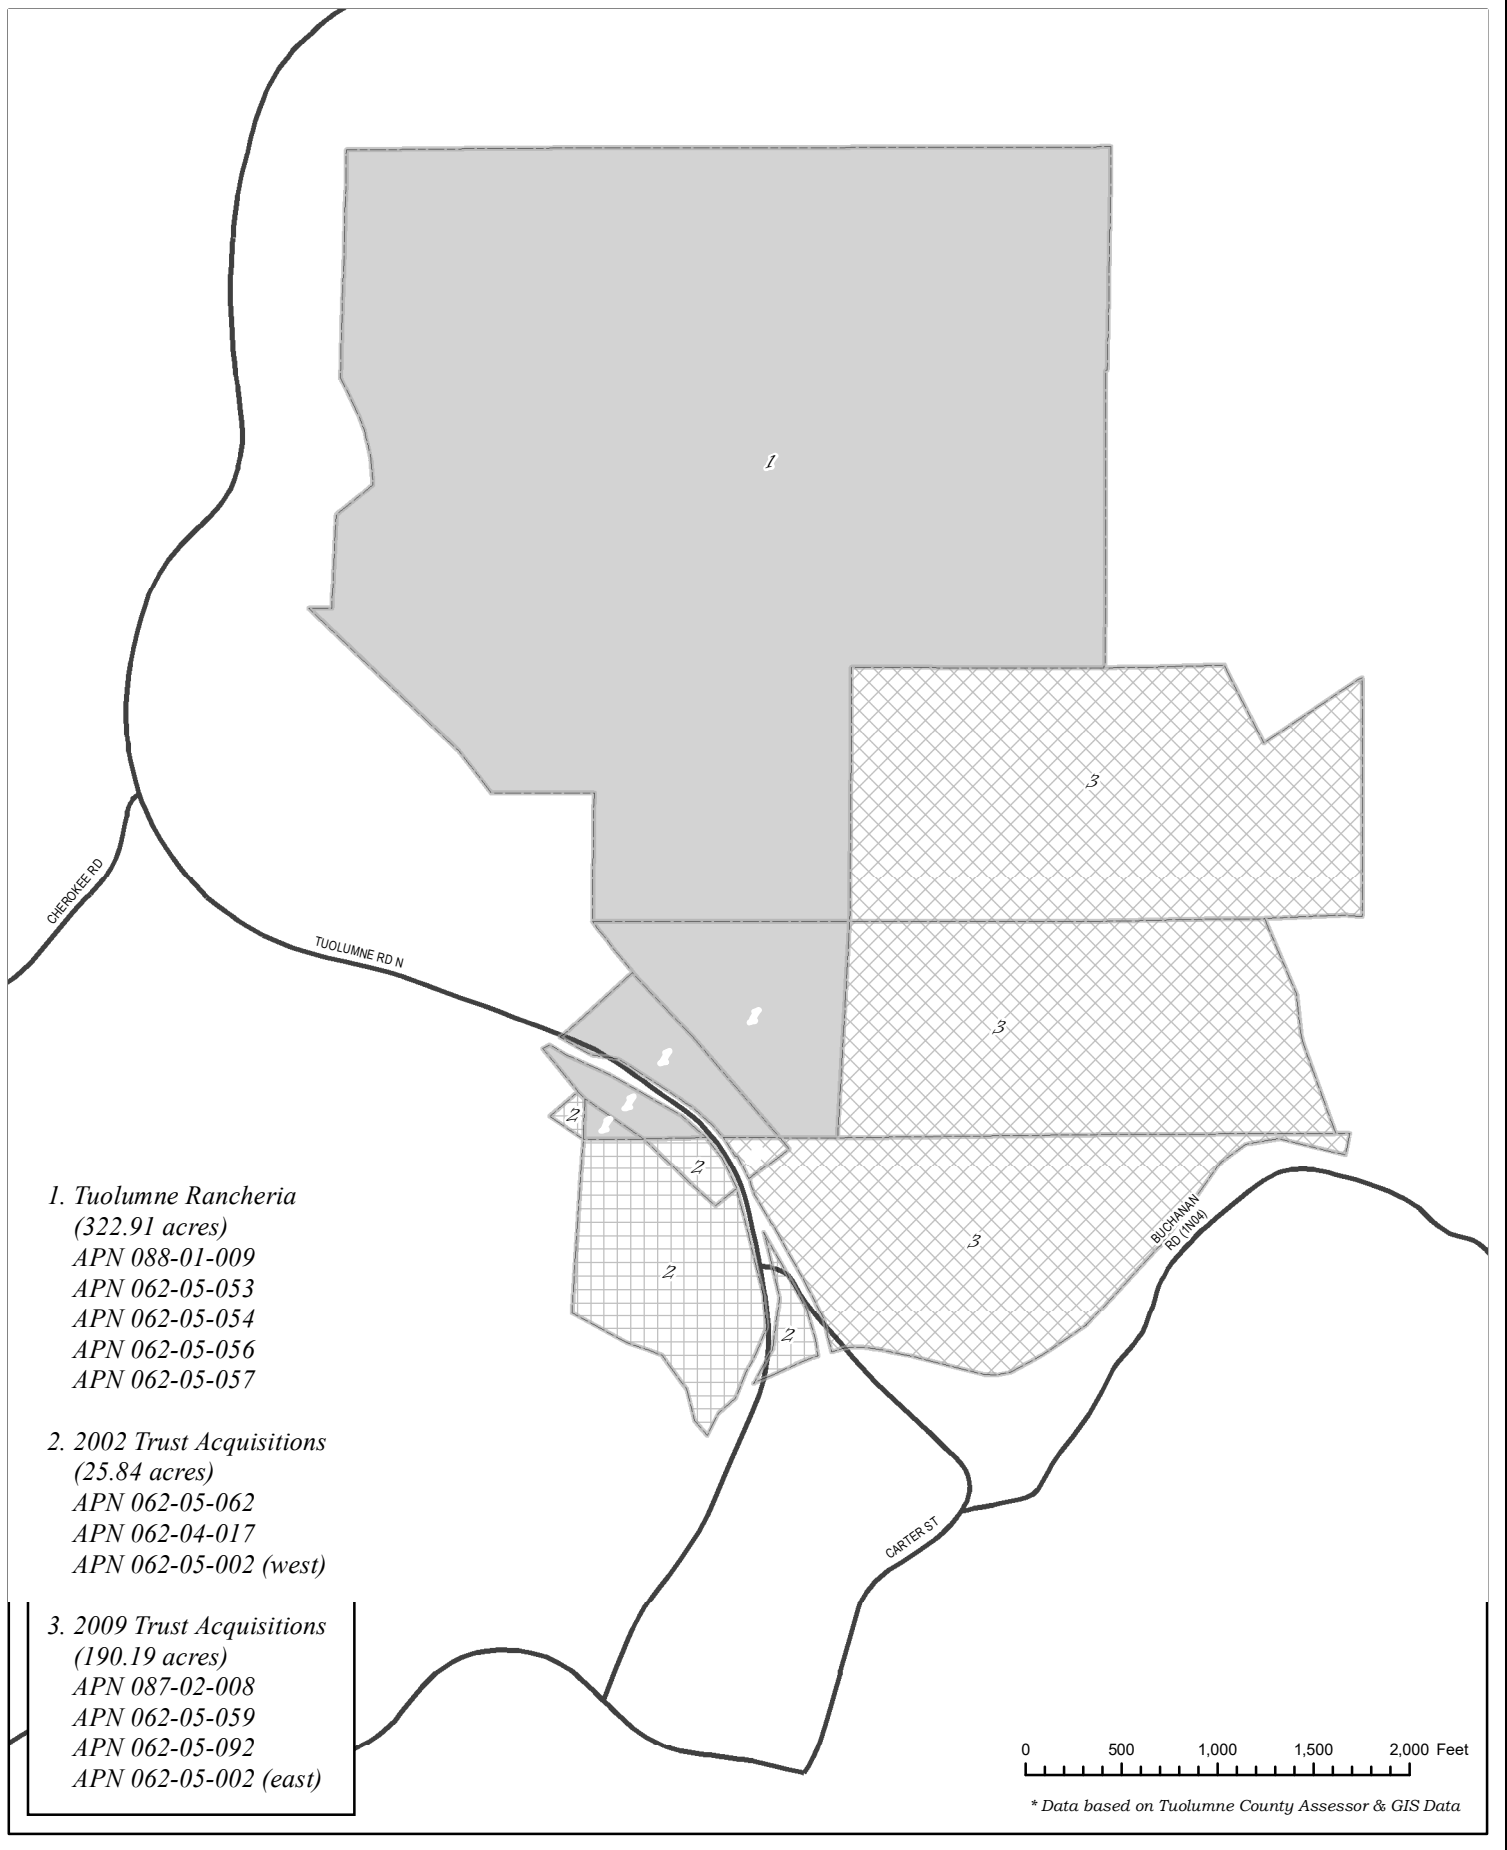 1
3
CHEROKEE RD
TUOLUMNE RD N
3
2
2
BUCHANAN
RD (1N04)
3
2
2
1. Tuolumne Rancheria
(322.91 acres)
APN 088-01-009
APN 062-05-053
APN 062-05-054
APN 062-05-056
APN 062-05-057
2. 2002 Trust Acquisitions
(25.84 acres)
APN 062-05-062
APN 062-04-017
APN 062-05-002 (west)
CARTER ST
3. 2009 Trust Acquisitions
(190.19 acres)
APN 087-02-008
APN 062-05-059
APN 062-05-092
APN 062-05-002 (east)
0 500 1,000 1,500 2,000 Feet
* Data based on Tuolumne County Assessor & GIS Data